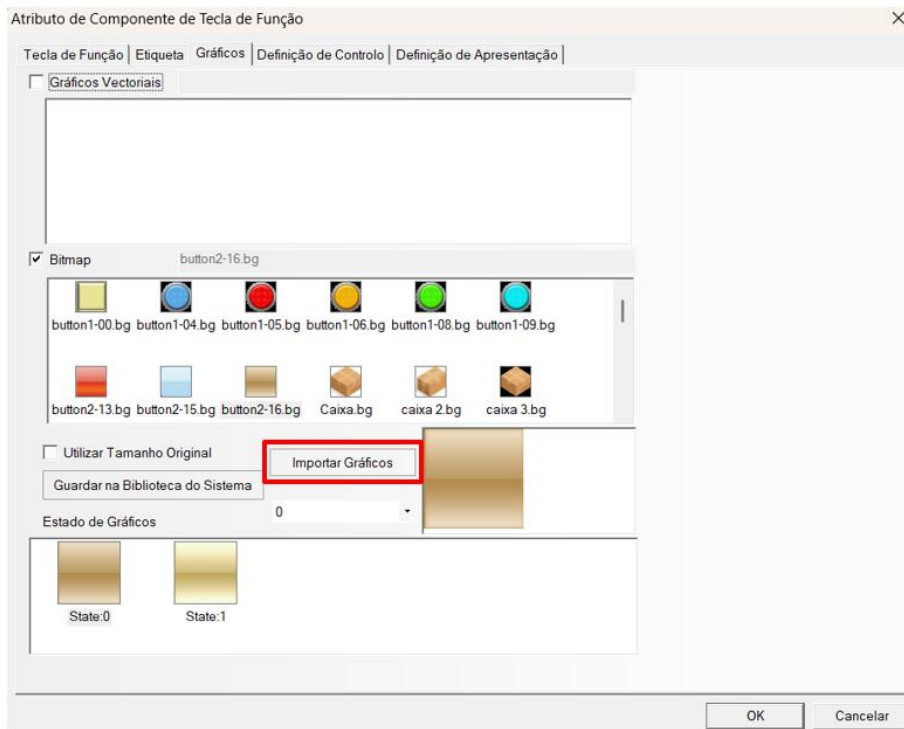 Atributo de Componente de Tecla de Função
Tecla de Função Etiqueta Gráficos Definição de Controlo Definição de Apresentação
Gráficos Vectoriais
Bitmap button2-16.bg
button1-00.bg button1-04.bg button1-05.bg button1-06.bg button1-08.bg button1-09.bg
button2-13.bg button2-15.bg button2-16.bg Caixa.bg caixa 2.bg caixa 3.bg
Utilizar Tamanho Original
Importar Gráficos
Guardar na Biblioteca do Sistema
0
Estado de Gráficos
State:0 State:1
OK Cancelar